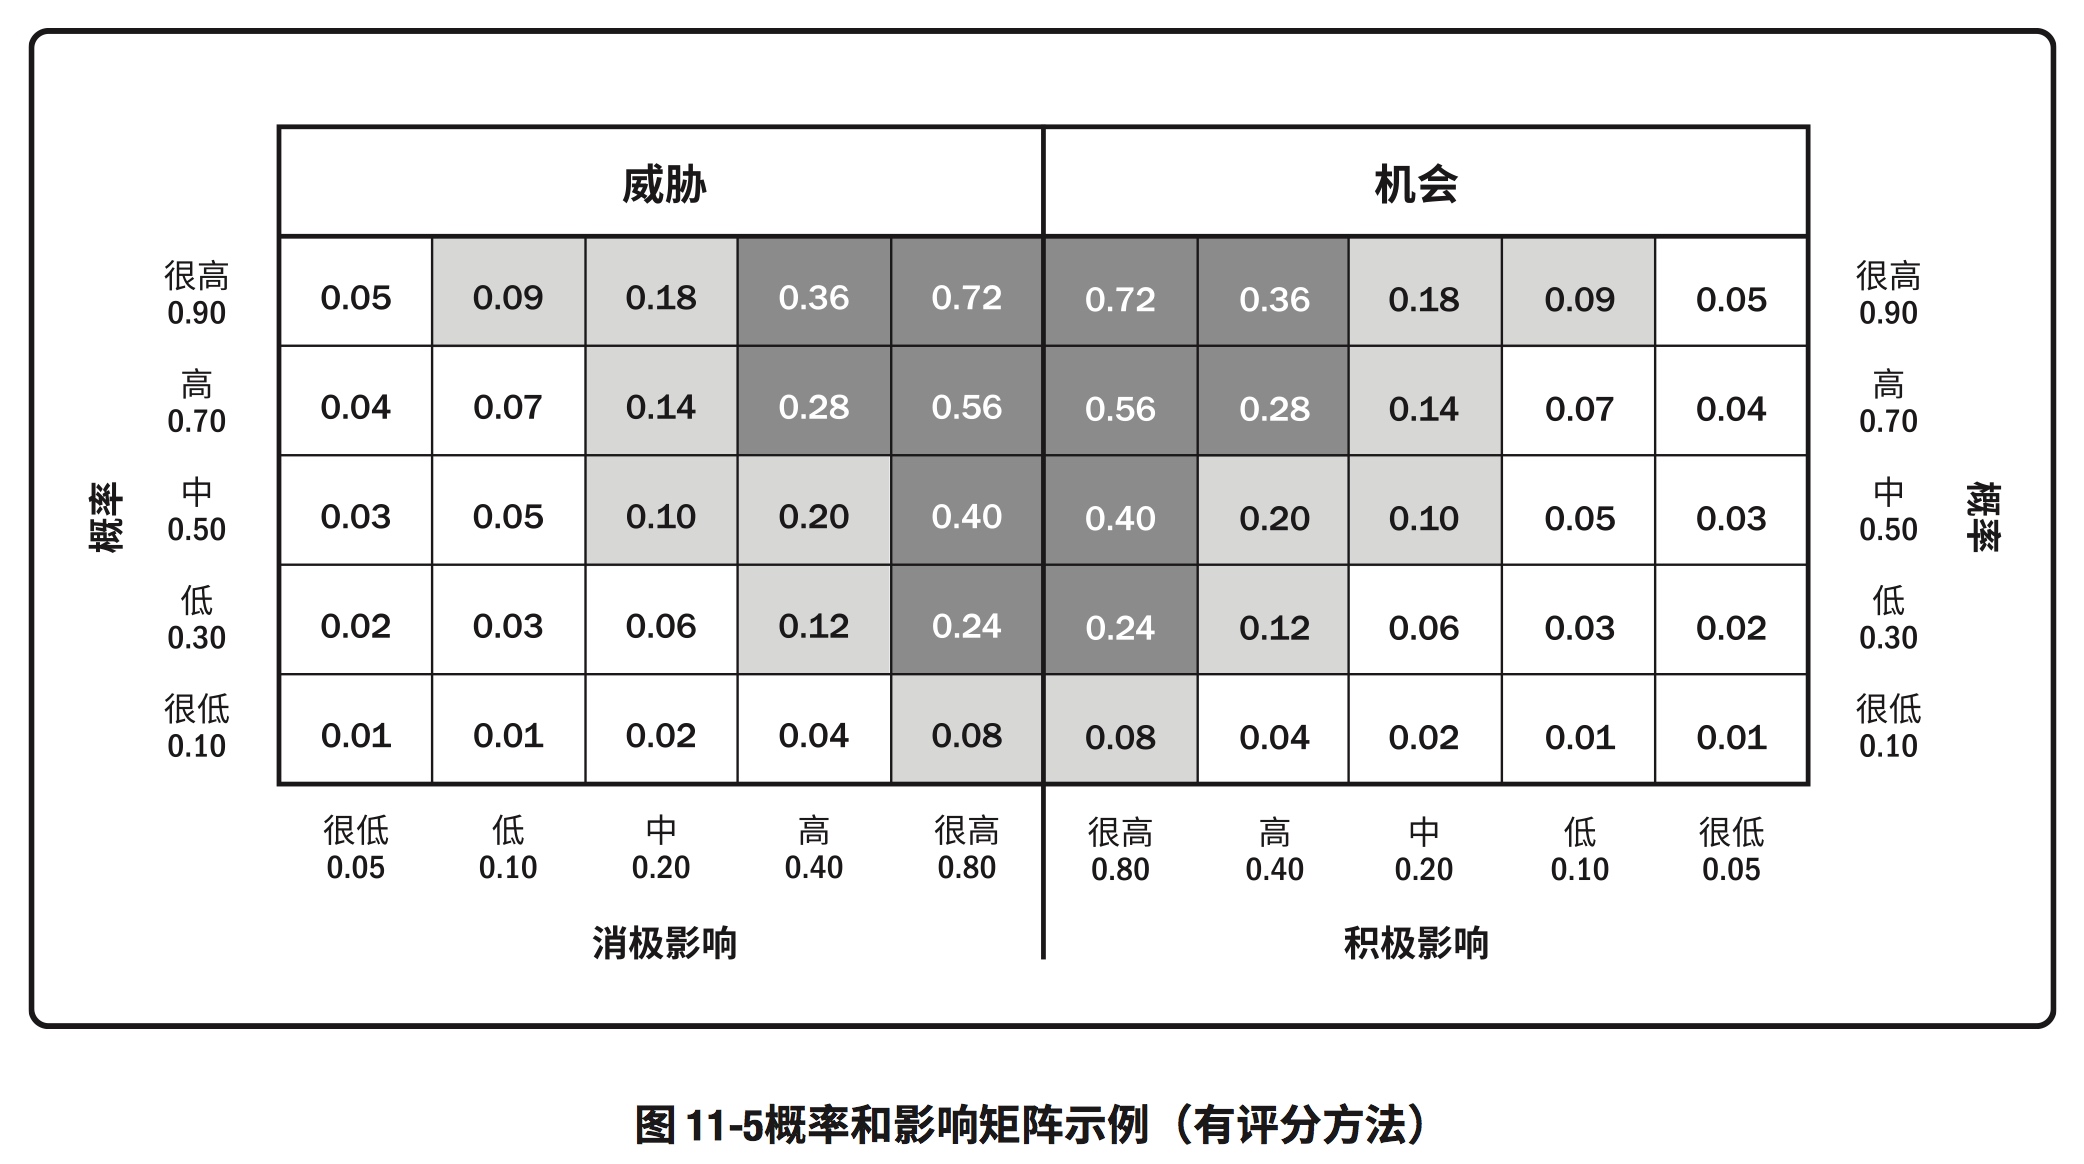 威胁 机会
很高 0.90 0.05 0.09 0.18 0.36 0.72 0.72 0.36 0.18 0.09 0.05 很高 0.90
高 0.70 0.04 0.07 0.14 0.28 0.56 0.56 0.28 0.14 0.07 0.04 高 0.70
概率 中 0.50 0.03 0.05 0.10 0.20 0.40 0.40 0.20 0.10 0.05 0.03 中 0.50 概率
低 0.30 0.02 0.03 0.06 0.12 0.24 0.24 0.12 0.06 0.03 0.02 低 0.30
很低 0.10 0.01 0.01 0.02 0.04 0.08 0.08 0.04 0.02 0.01 0.01 很低 0.10
很低 低 中 高 很高 很高 高 中 低 很低
0.05 0.10 0.20 0.40 0.80 0.80 0.40 0.20 0.10 0.05
消极影响 积极影响
图 11-5概率和影响矩阵示例（有评分方法）